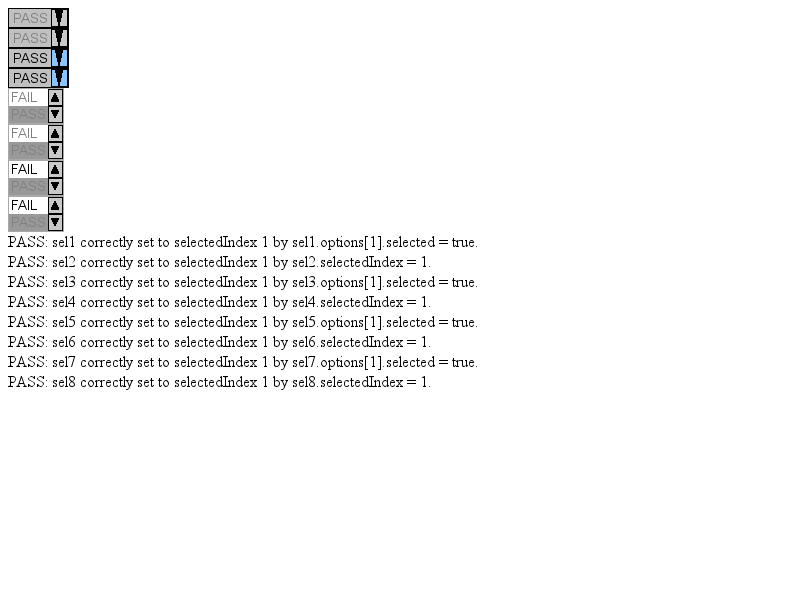 PASS
PASS
PASS
PASS
FAIL
PASS
FAIL
PASS
FAIL
PASS
FAIL
PASS
PASS: sel1 correctly set to selectedIndex 1 by sel1.options[1].selected = true.
PASS: sel2 correctly set to selectedIndex 1 by sel2.selectedIndex = 1.
PASS: sel3 correctly set to selectedIndex 1 by sel3.options[1].selected = true.
PASS: sel4 correctly set to selectedIndex 1 by sel4.selectedIndex = 1.
PASS: sel5 correctly set to selectedIndex 1 by sel5.options[1].selected = true.
PASS: sel6 correctly set to selectedIndex 1 by sel6.selectedIndex = 1.
PASS: sel7 correctly set to selectedIndex 1 by sel7.options[1].selected = true.
PASS: sel8 correctly set to selectedIndex 1 by sel8.selectedIndex = 1.